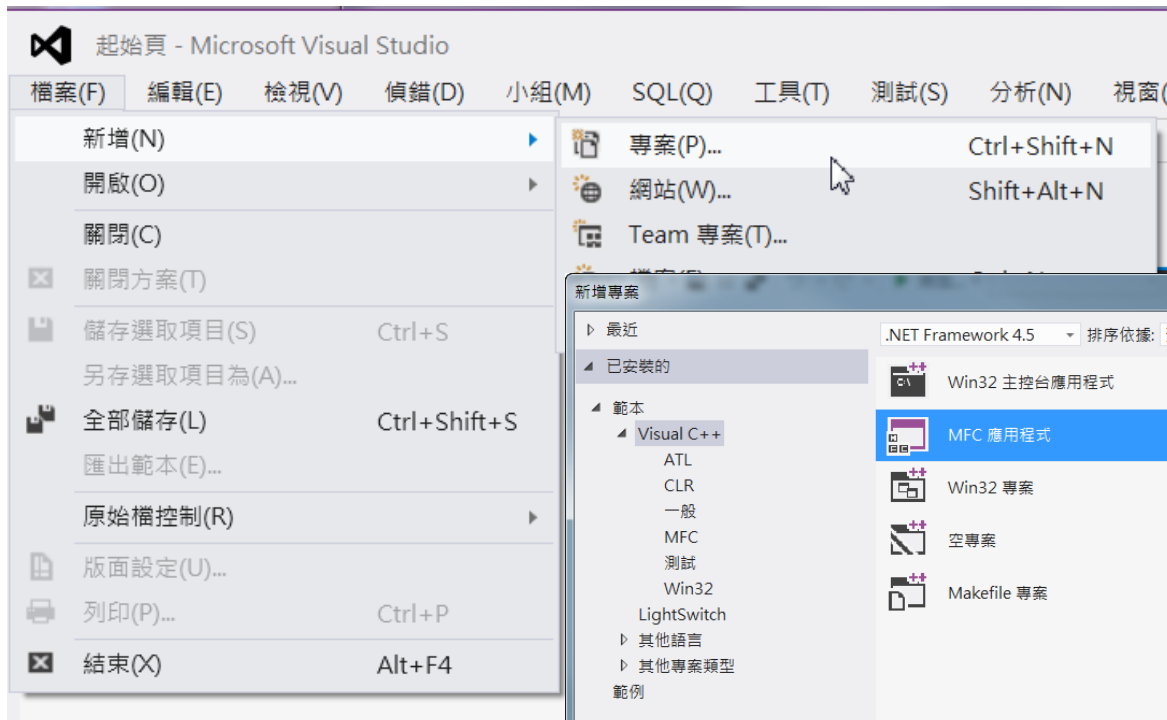 起始頁 - Microsoft Visual Studio
檔案(F) 編輯(E) 檢視(V) 偵錯(D) 小組(M) SQL(Q) 工具(T) 測試(S) 分析(N) 視窗(
新增(N)
開啟(O)
關閉(C)
關閉方案(T)
儲存選取項目(S) Ctrl+S
另存選取項目為(A)...
全部儲存(L) Ctrl+Shift+S
匯出範本(E)...
原始檔控制(R)
版面設定(U)...
列印(P)... Ctrl+P
結束(X) Alt+F4
專案(P)... Ctrl+Shift+N
網站(W)... Shift+Alt+N
Team 專案(T)...
新增專案
最近
已安裝的
範本
Visual C++
ATL
CLR
一般
MFC
測試
Win32
LightSwitch
其他語言
其他專案類型
範例
.NET Framework 4.5 排序依據:
Win32 主控台應用程式
MFC 應用程式
Win32 專案
空專案
Makefile 專案